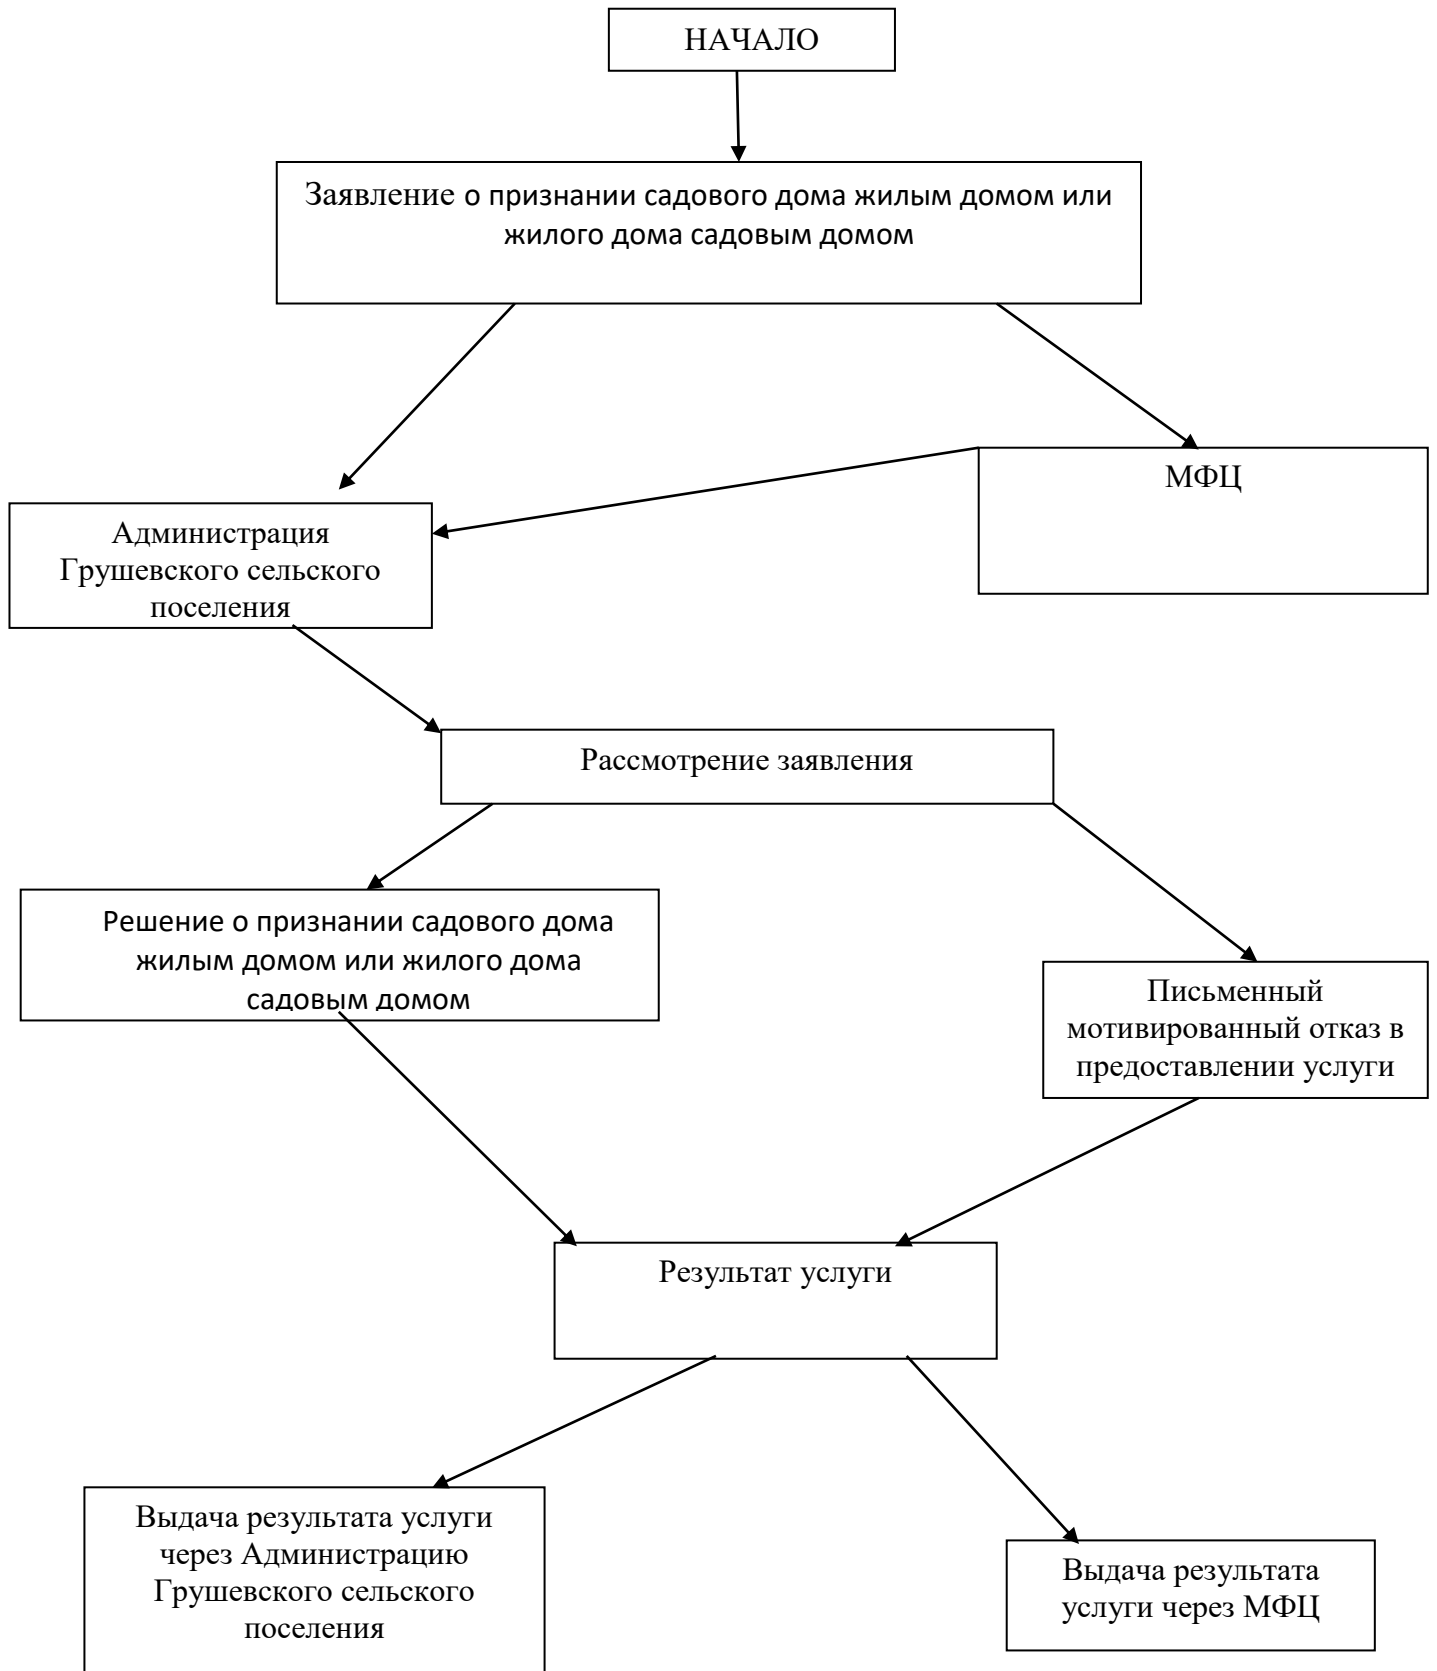 НАЧАЛО
Заявление о признании садового дома жилым домом или
жилого дома садовым домом
МФЦ
Администрация
Грушевского сельского
поселения
Рассмотрение заявления
Решение о признании садового дома
жилым домом или жилого дома
садовым домом
Письменный
мотивированный отказ в
предоставлении услуги
Результат услуги
Выдача результата услуги
через Администрацию
Грушевского сельского
поселения
Выдача результата
услуги через МФЦ